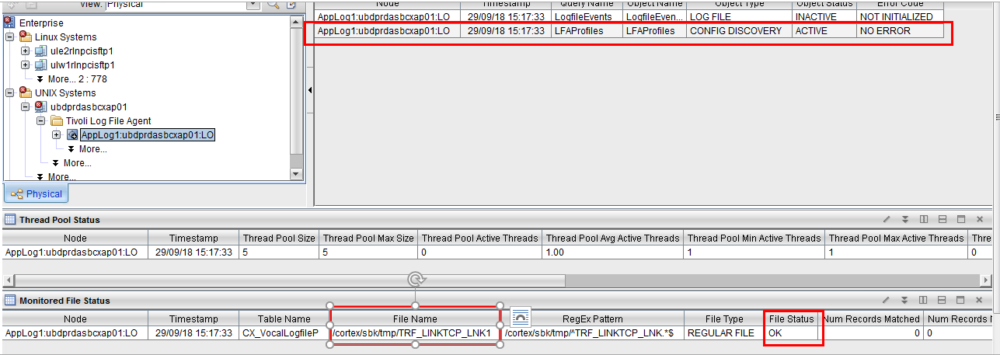 View: Physical
Enterprise
Linux Systems
ule2rlnpcisftp1
ulw1rlnpcisftp1
More... 2 : 778
UNIX Systems
ubdprdasbcxap01
Tivoli Log File Agent
AppLog1:ubdprdasbcxap01:LO
More...
More...
More...
Physical
Node Timestamp Query Name Object Name Object Type Object Status Error Code
AppLog1:ubdprdasbcxap01:LO 29/09/18 15:17:33 LogfileEvents LogfileEven... LOG FILE INACTIVE NOT INITIALIZED
AppLog1:ubdprdasbcxap01:LO 29/09/18 15:17:33 LFAProfiles LFAProfiles CONFIG DISCOVERY ACTIVE NO ERROR
Thread Pool Status
Node Timestamp Thread Pool Size Thread Pool Max Size Thread Pool Active Threads Thread Pool Avg Active Threads Thread Pool Min Active Threads Thread Pool Max Active Threads Thre
AppLog1:ubdprdasbcxap01:LO 29/09/18 15:17:33 5 5 0 1.00 1 1 0
Monitored File Status
Node Timestamp Table Name File Name RegEx Pattern File Type File Status Num Records Matched Num Records
AppLog1:ubdprdasbcxap01:LO 29/09/18 15:17:33 CX_VocalLogfileP /cortex/sbk/tmp/TRF_LINKTCP_LNK1 /cortex/sbk/tmp/^TRF_LINKTCP_LNK.*$ REGULAR FILE OK 0 0